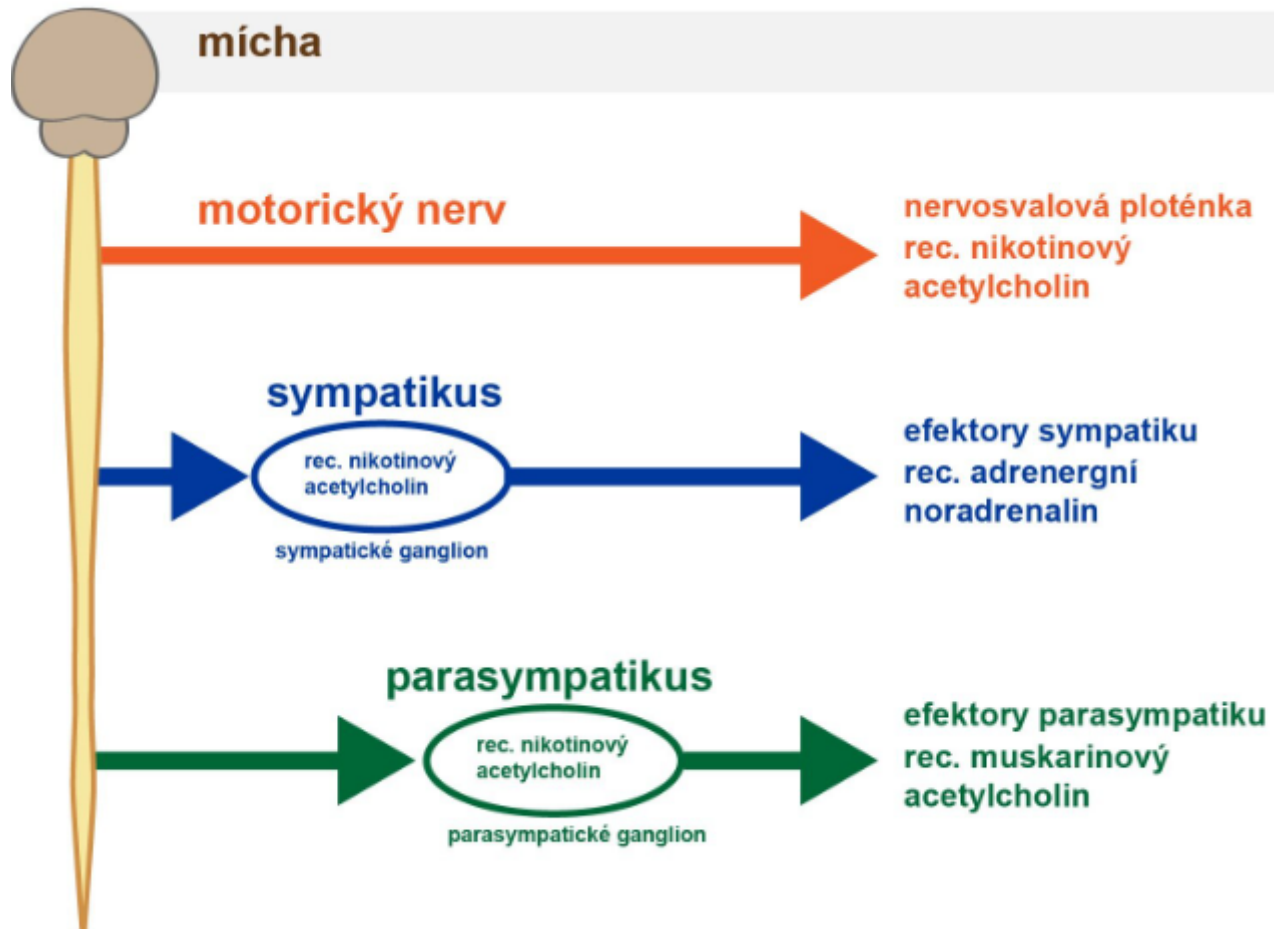 mícha
motorický nerv
nervosvalová ploténka
rec. nikotinový
acetylcholin
sympatikus
rec. nikotinový
acetylcholin
sympatické ganglion
efektory sympatiku
rec. adrenergní
noradrenalin
parasympatikus
rec. nikotinový
acetylcholin
parasympatické ganglion
efektory parasympatiku
rec. muskarinový
acetylcholin